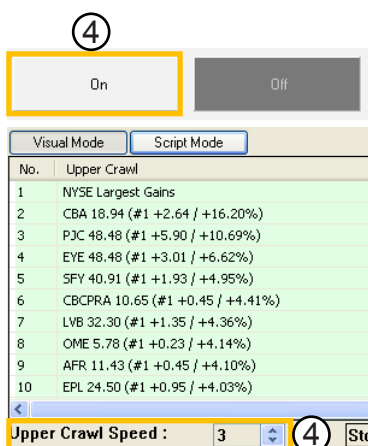 4
On Off
Visual Mode Script Mode
No. Upper Crawl
1 NYSE Largest Gains
2 CBA 18.94 (#1 +2.64 / +16.20%)
3 PJC 48.48 (#1 +5.90 / +10.69%)
4 EYE 48.48 (#1 +3.01 / +6.62%)
5 SFY 40.91 (#1 +1.93 / +4.95%)
6 CBCPRA 10.65 (#1 +0.45 / +4.41%)
7 LVB 32.30 (#1 +1.35 / +4.36%)
8 OME 5.78 (#1 +0.23 / +4.14%)
9 AFR 11.43 (#1 +0.45 / +4.10%)
10 EPL 24.50 (#1 +0.95 / +4.03%)
Upper Crawl Speed : 3 4